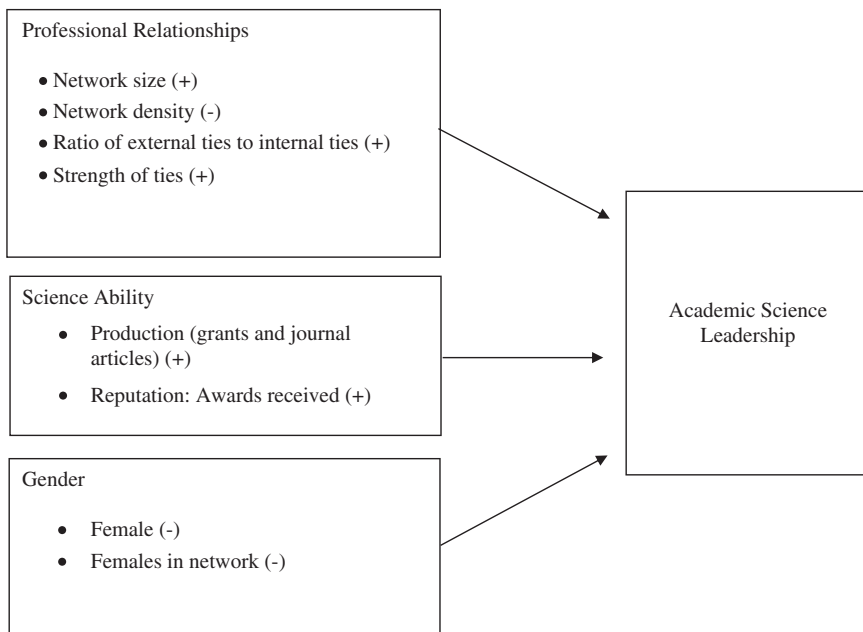 Professional Relationships
• Network size (+)
• Network density (-)
• Ratio of external ties to internal ties (+)
• Strength of ties (+)
Science Ability
• Production (grants and journal
articles) (+)
• Reputation: Awards received (+)
Gender
• Female (-)
• Females in network (-)
Academic Science
Leadership